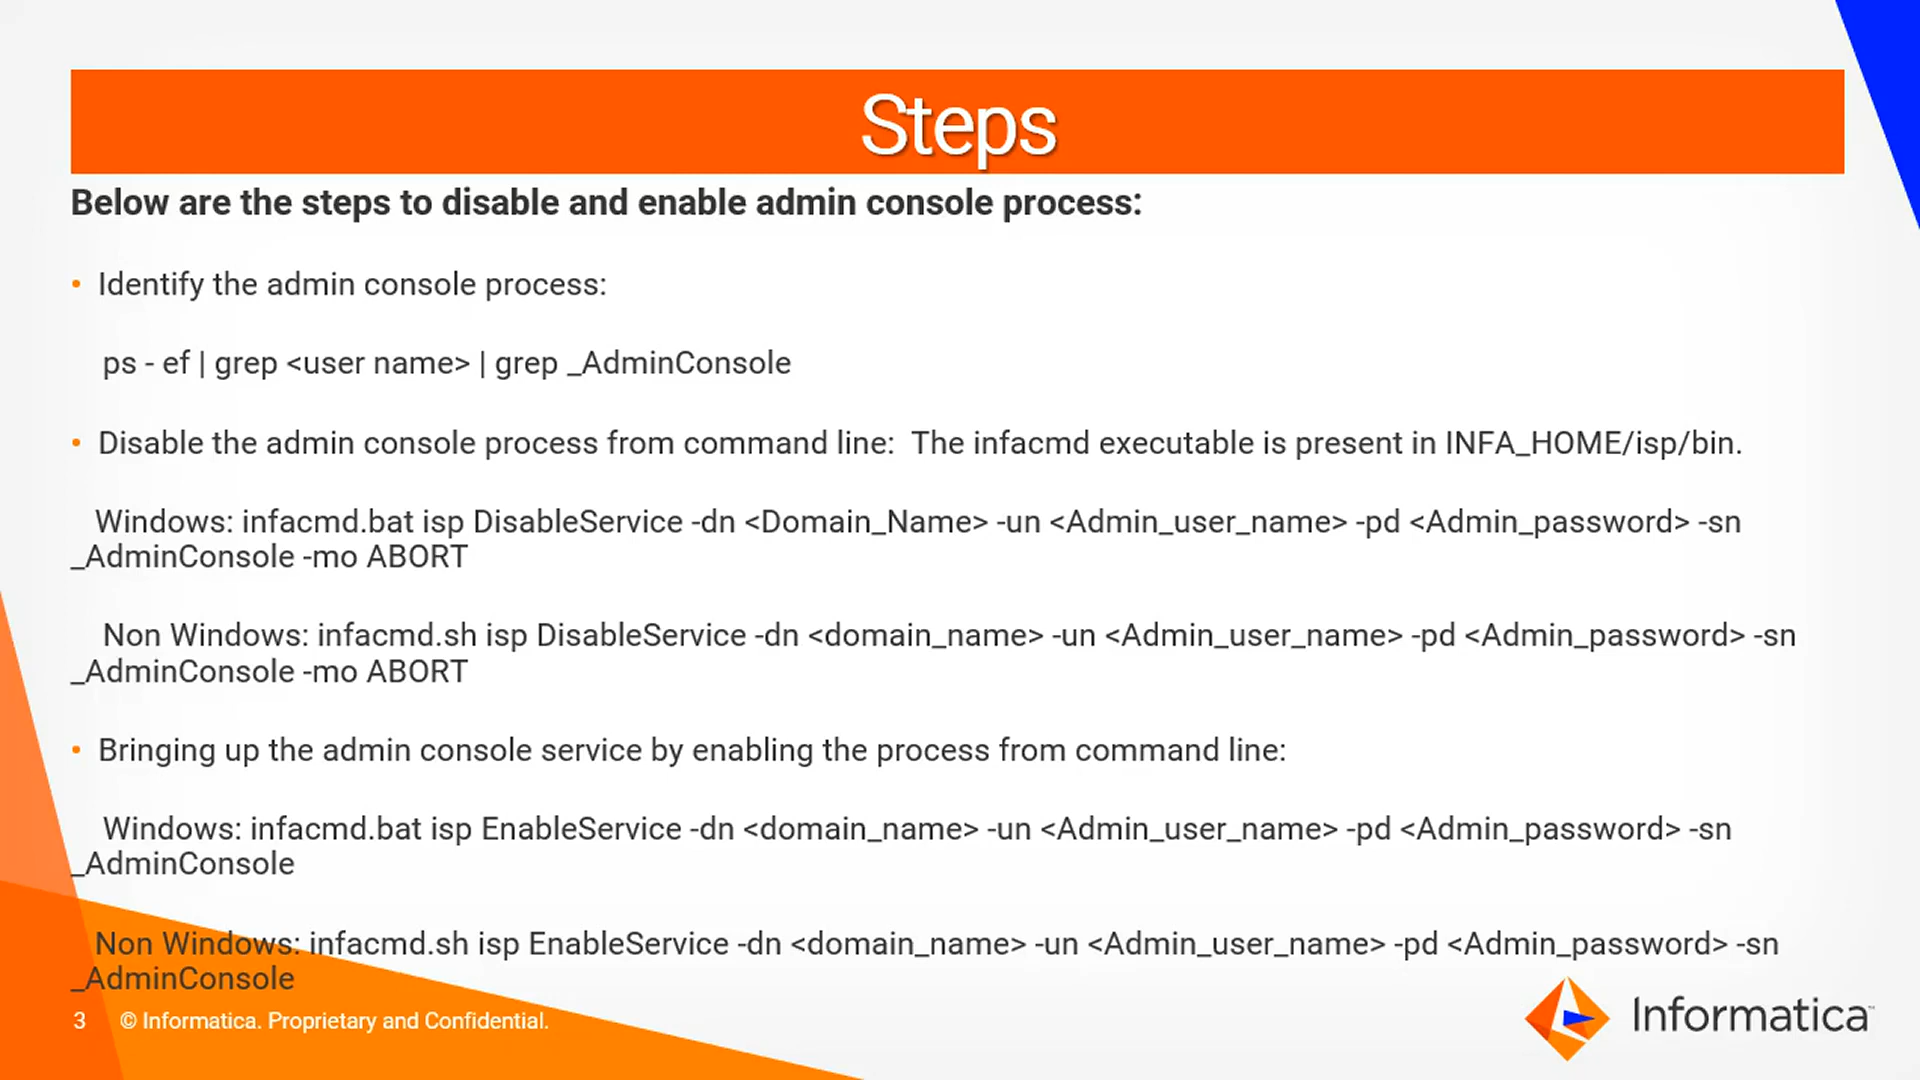 Steps
Below are the steps to disable and enable admin console process:
• Identify the admin console process:
ps - ef | grep <user name> | grep _AdminConsole
• Disable the admin console process from command line:  The infacmd executable is present in INFA_HOME/isp/bin.
Windows: infacmd.bat isp DisableService -dn <Domain_Name> -un <Admin_user_name> -pd <Admin_password> -sn
_AdminConsole -mo ABORT
Non Windows: infacmd.sh isp DisableService -dn <domain_name> -un <Admin_user_name> -pd <Admin_password> -sn
_AdminConsole -mo ABORT
• Bringing up the admin console service by enabling the process from command line:
Windows: infacmd.bat isp EnableService -dn <domain_name> -un <Admin_user_name> -pd <Admin_password> -sn
_AdminConsole
Non Windows: infacmd.sh isp EnableService -dn <domain_name> -un <Admin_user_name> -pd <Admin_password> -sn
_AdminConsole
3 © Informatica. Proprietary and Confidential.
Informatica™